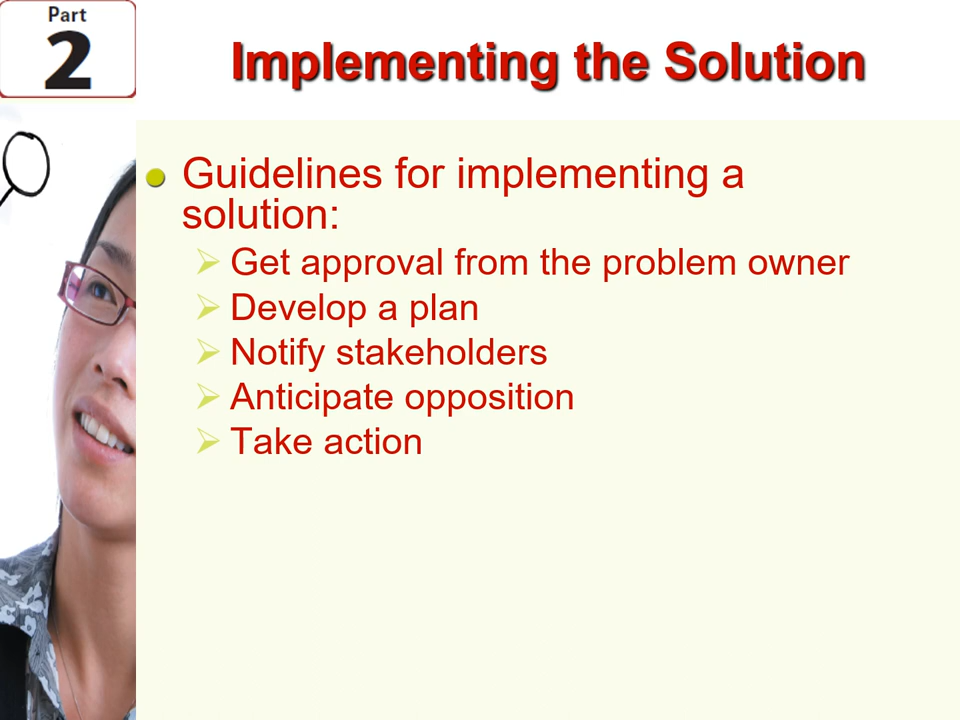 Part
2
Implementing the Solution
Guidelines for implementing a
solution:
Get approval from the problem owner
Develop a plan
Notify stakeholders
Anticipate opposition
Take action